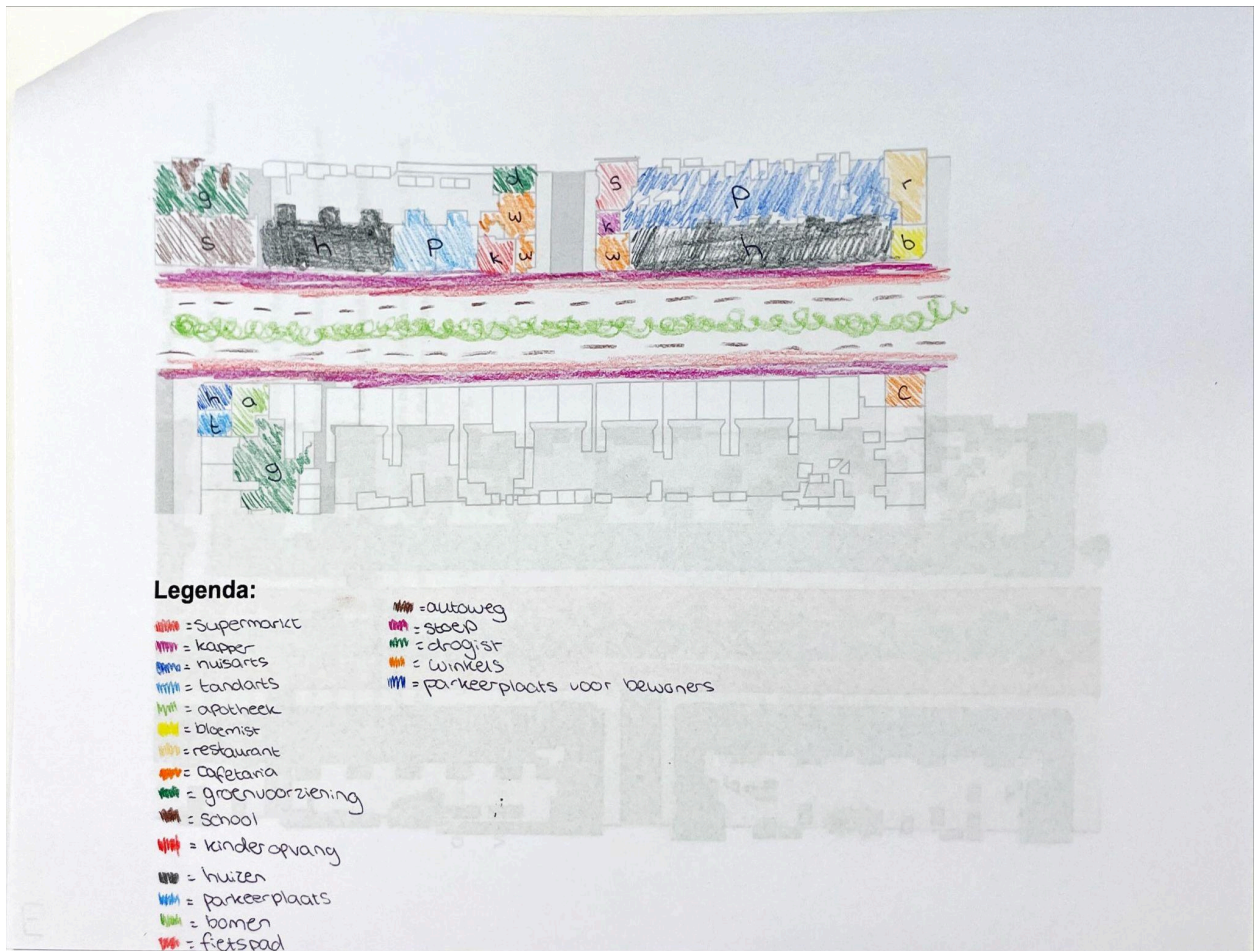 d
s
g
p
r
w
s
h
p
k
w
k
w
h
b
h
a
c
t
g
Legenda:
= supermarkt
= kapper
= huisarts
= tandarts
= apotheek
= bloemist
= restaurant
= cafetaria
= groenvoorziening
= school
= kinderopvang
= huizen
= parkeerplaats
= bomen
= fietspad
= autoweg
= stoep
= drogist
= winkels
= parkeerplaats voor bewoners